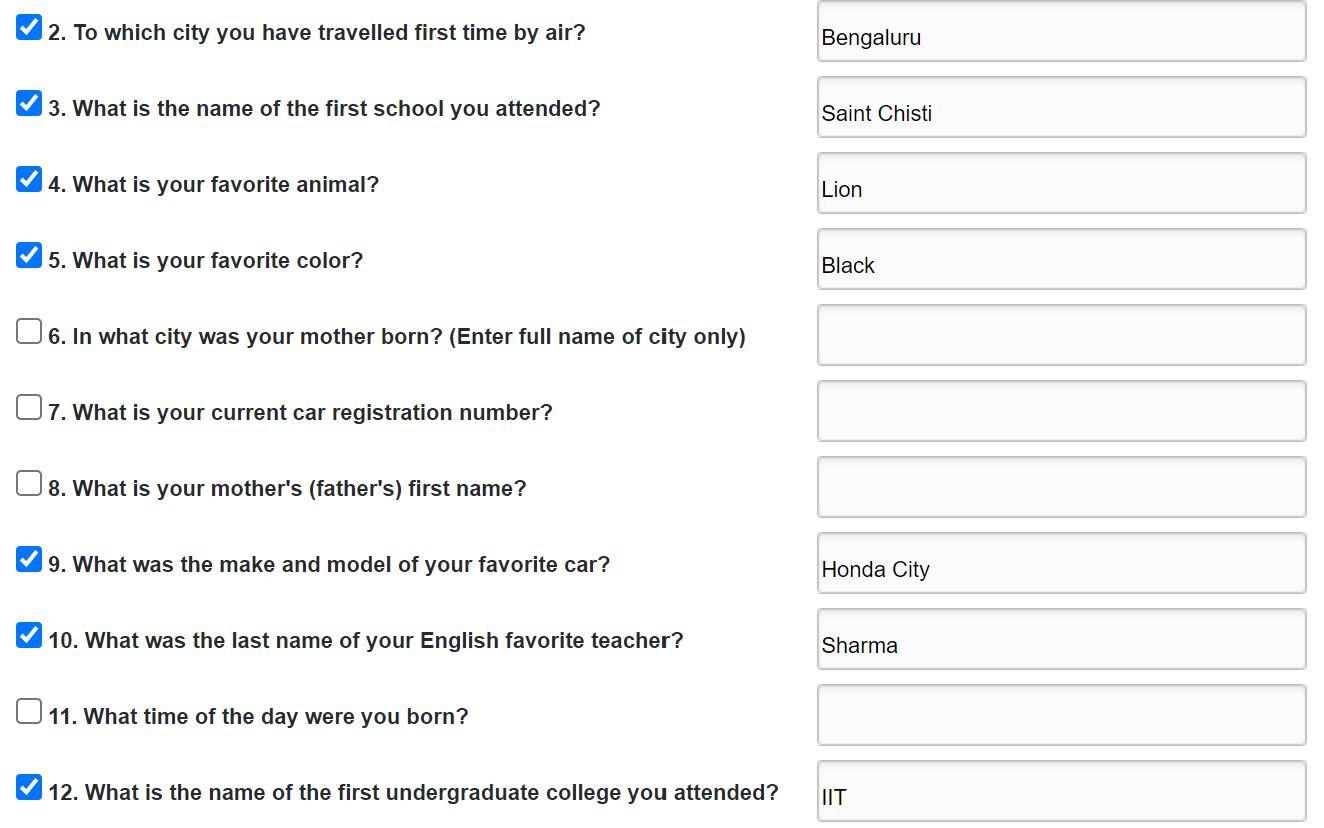 2. To which city you have travelled first time by air?
Bengaluru
3. What is the name of the first school you attended?
Saint Chisti
4. What is your favorite animal?
Lion
5. What is your favorite color?
Black
6. In what city was your mother born? (Enter full name of city only)
7. What is your current car registration number?
8. What is your mother's (father's) first name?
9. What was the make and model of your favorite car?
Honda City
10. What was the last name of your English favorite teacher?
Sharma
11. What time of the day were you born?
12. What is the name of the first undergraduate college you attended?
IIT